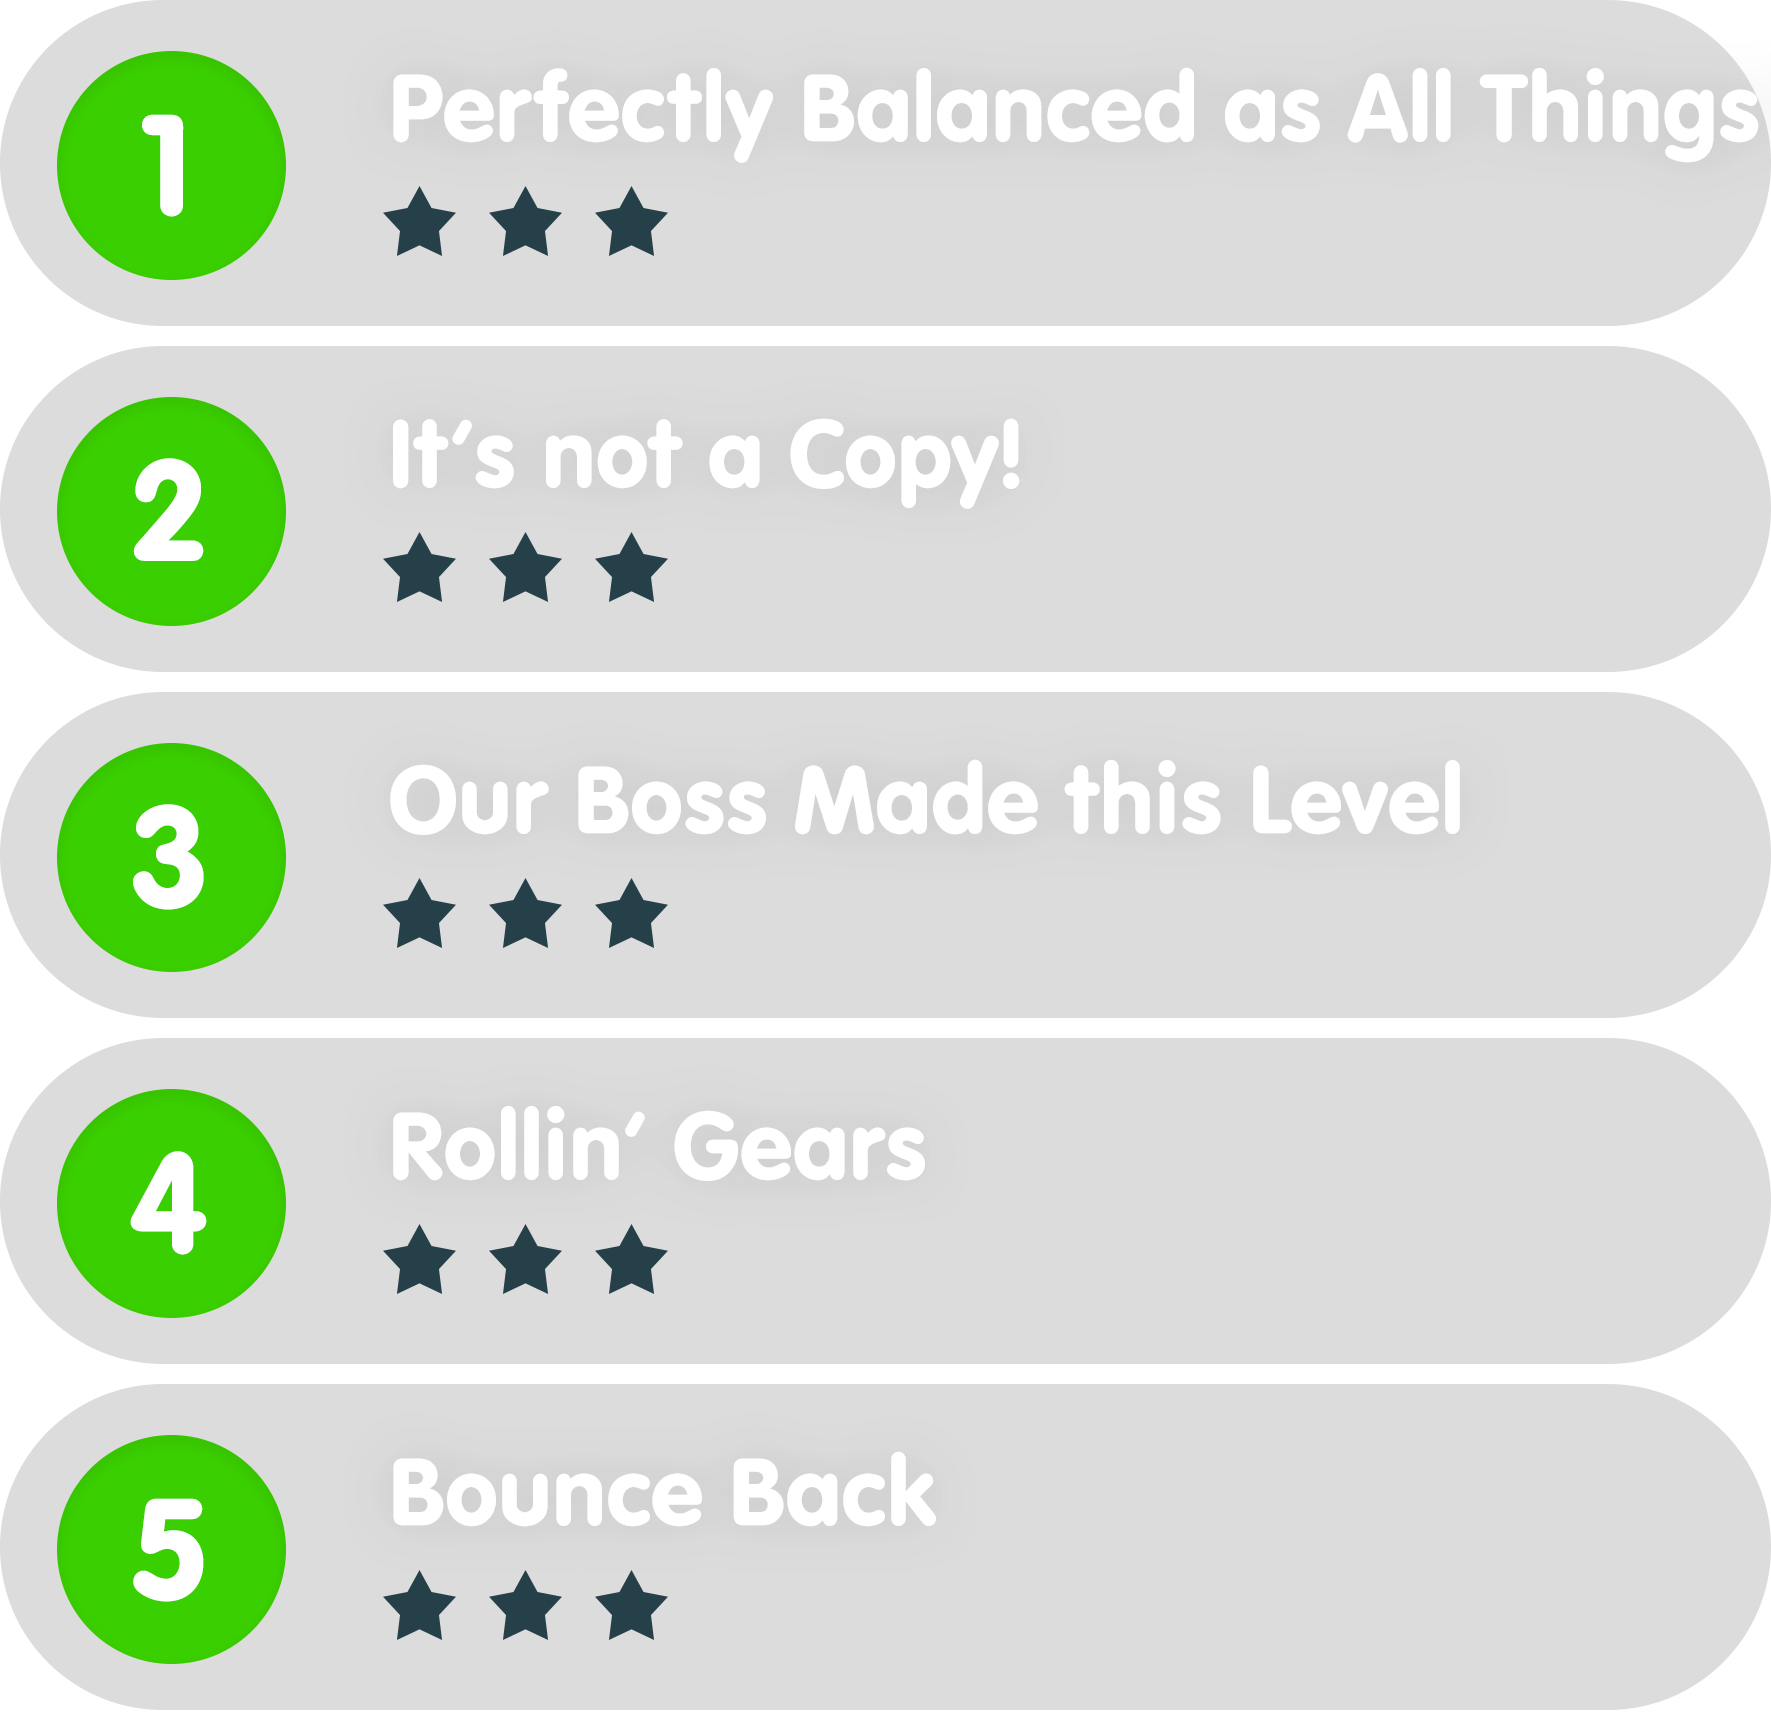 1
Perfectly Balanced as All Things
2
It's not a Copy!
3
Our Boss Made this Level
4
Rollin' Gears
5
Bounce Back